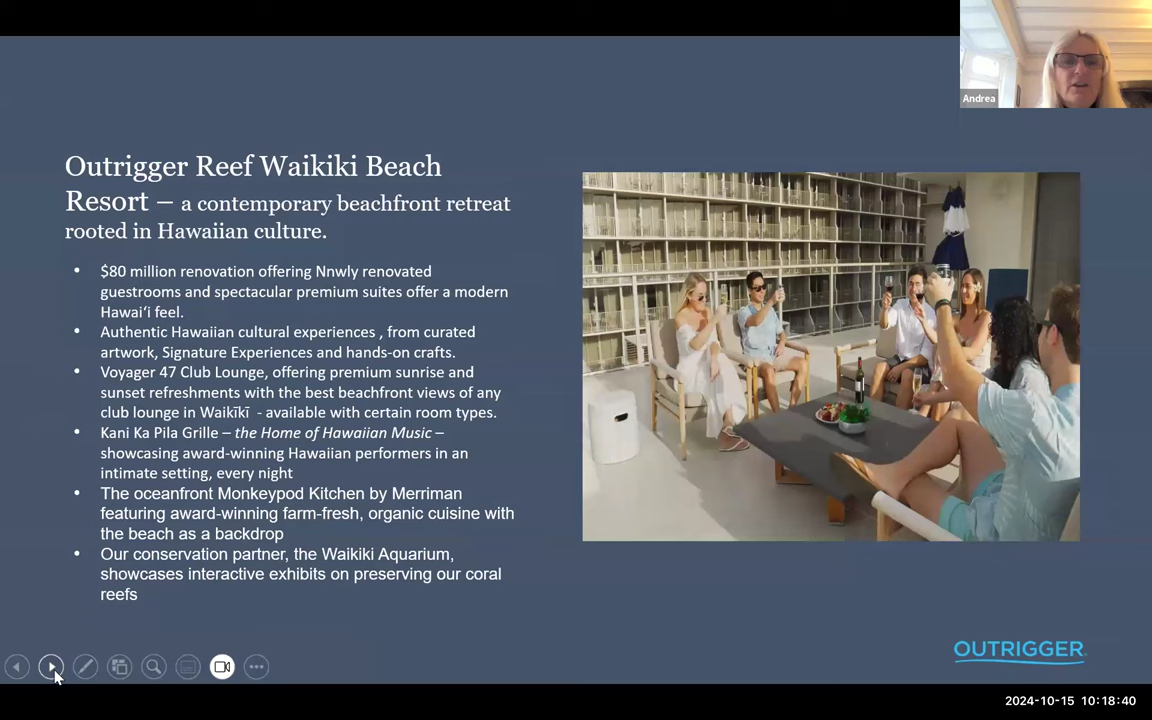 Andrea
Outrigger Reef Waikiki Beach
Resort – a contemporary beachfront retreat
rooted in Hawaiian culture.
• $80 million renovation offering Nnwly renovated
guestrooms and spectacular premium suites offer a modern
Hawai‘i feel.
• Authentic Hawaiian cultural experiences , from curated
artwork, Signature Experiences and hands-on crafts.
• Voyager 47 Club Lounge, offering premium sunrise and
sunset refreshments with the best beachfront views of any
club lounge in Waikīkī - available with certain room types.
• Kani Ka Pila Grille – the Home of Hawaiian Music –
showcasing award-winning Hawaiian performers in an
intimate setting, every night
• The oceanfront Monkeypod Kitchen by Merriman
featuring award-winning farm-fresh, organic cuisine with
the beach as a backdrop
• Our conservation partner, the Waikiki Aquarium,
showcases interactive exhibits on preserving our coral
reefs
OUTRIGGER
2024-10-15 10:18:40